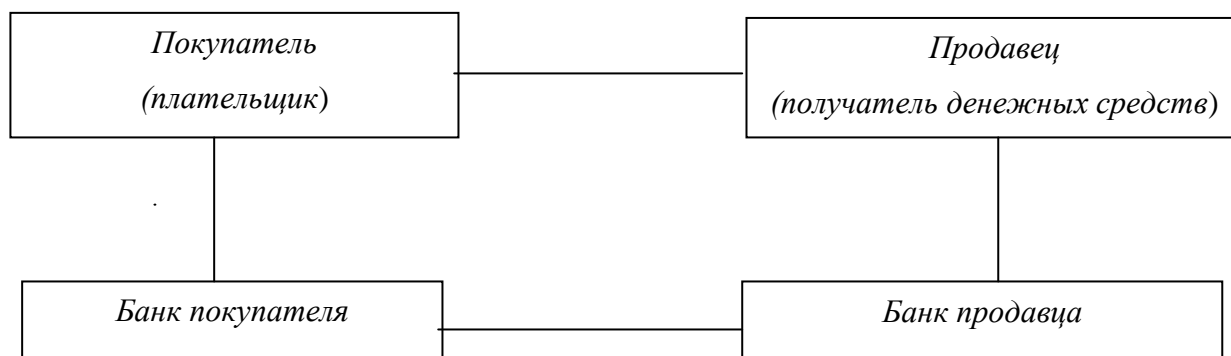 Покупатель
(плательщик)
Продавец
(получатель денежных средств)
Банк покупателя
Банк продавца